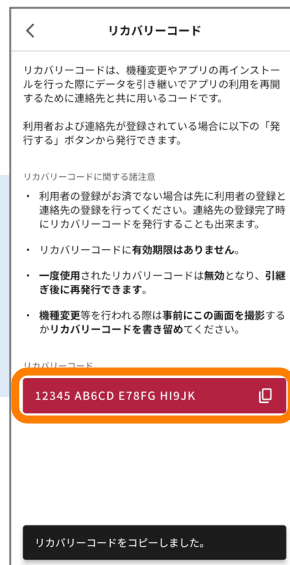 リカバリーコード
リカバリーコードは、機種変更やアプリの再インストー
ルを行った際にデータを引き継いでアプリの利用を再開
するために連絡先と共に用いるコードです。
利用者および連絡先が登録されている場合に以下の「発
行する」ボタンから発行できます。
リカバリーコードに関する諸注意
・ 利用者の登録がお済でない場合は先に利用者の登録と
連絡先の登録を行ってください。連絡先の登録完了時
にリカバリーコードを発行することも出来ます。
・ リカバリーコードに有効期限はありません。
・ 一度使用されたリカバリーコードは無効となり、引継
ぎ後に再発行できます。
・ 機種変更等を行われる際は事前にこの画面を撮影する
かリカバリーコードを書き留めてください。
リカバリーコード
12345 AB6CD E78FG HI9JK
リカバリーコードをコピーしました。